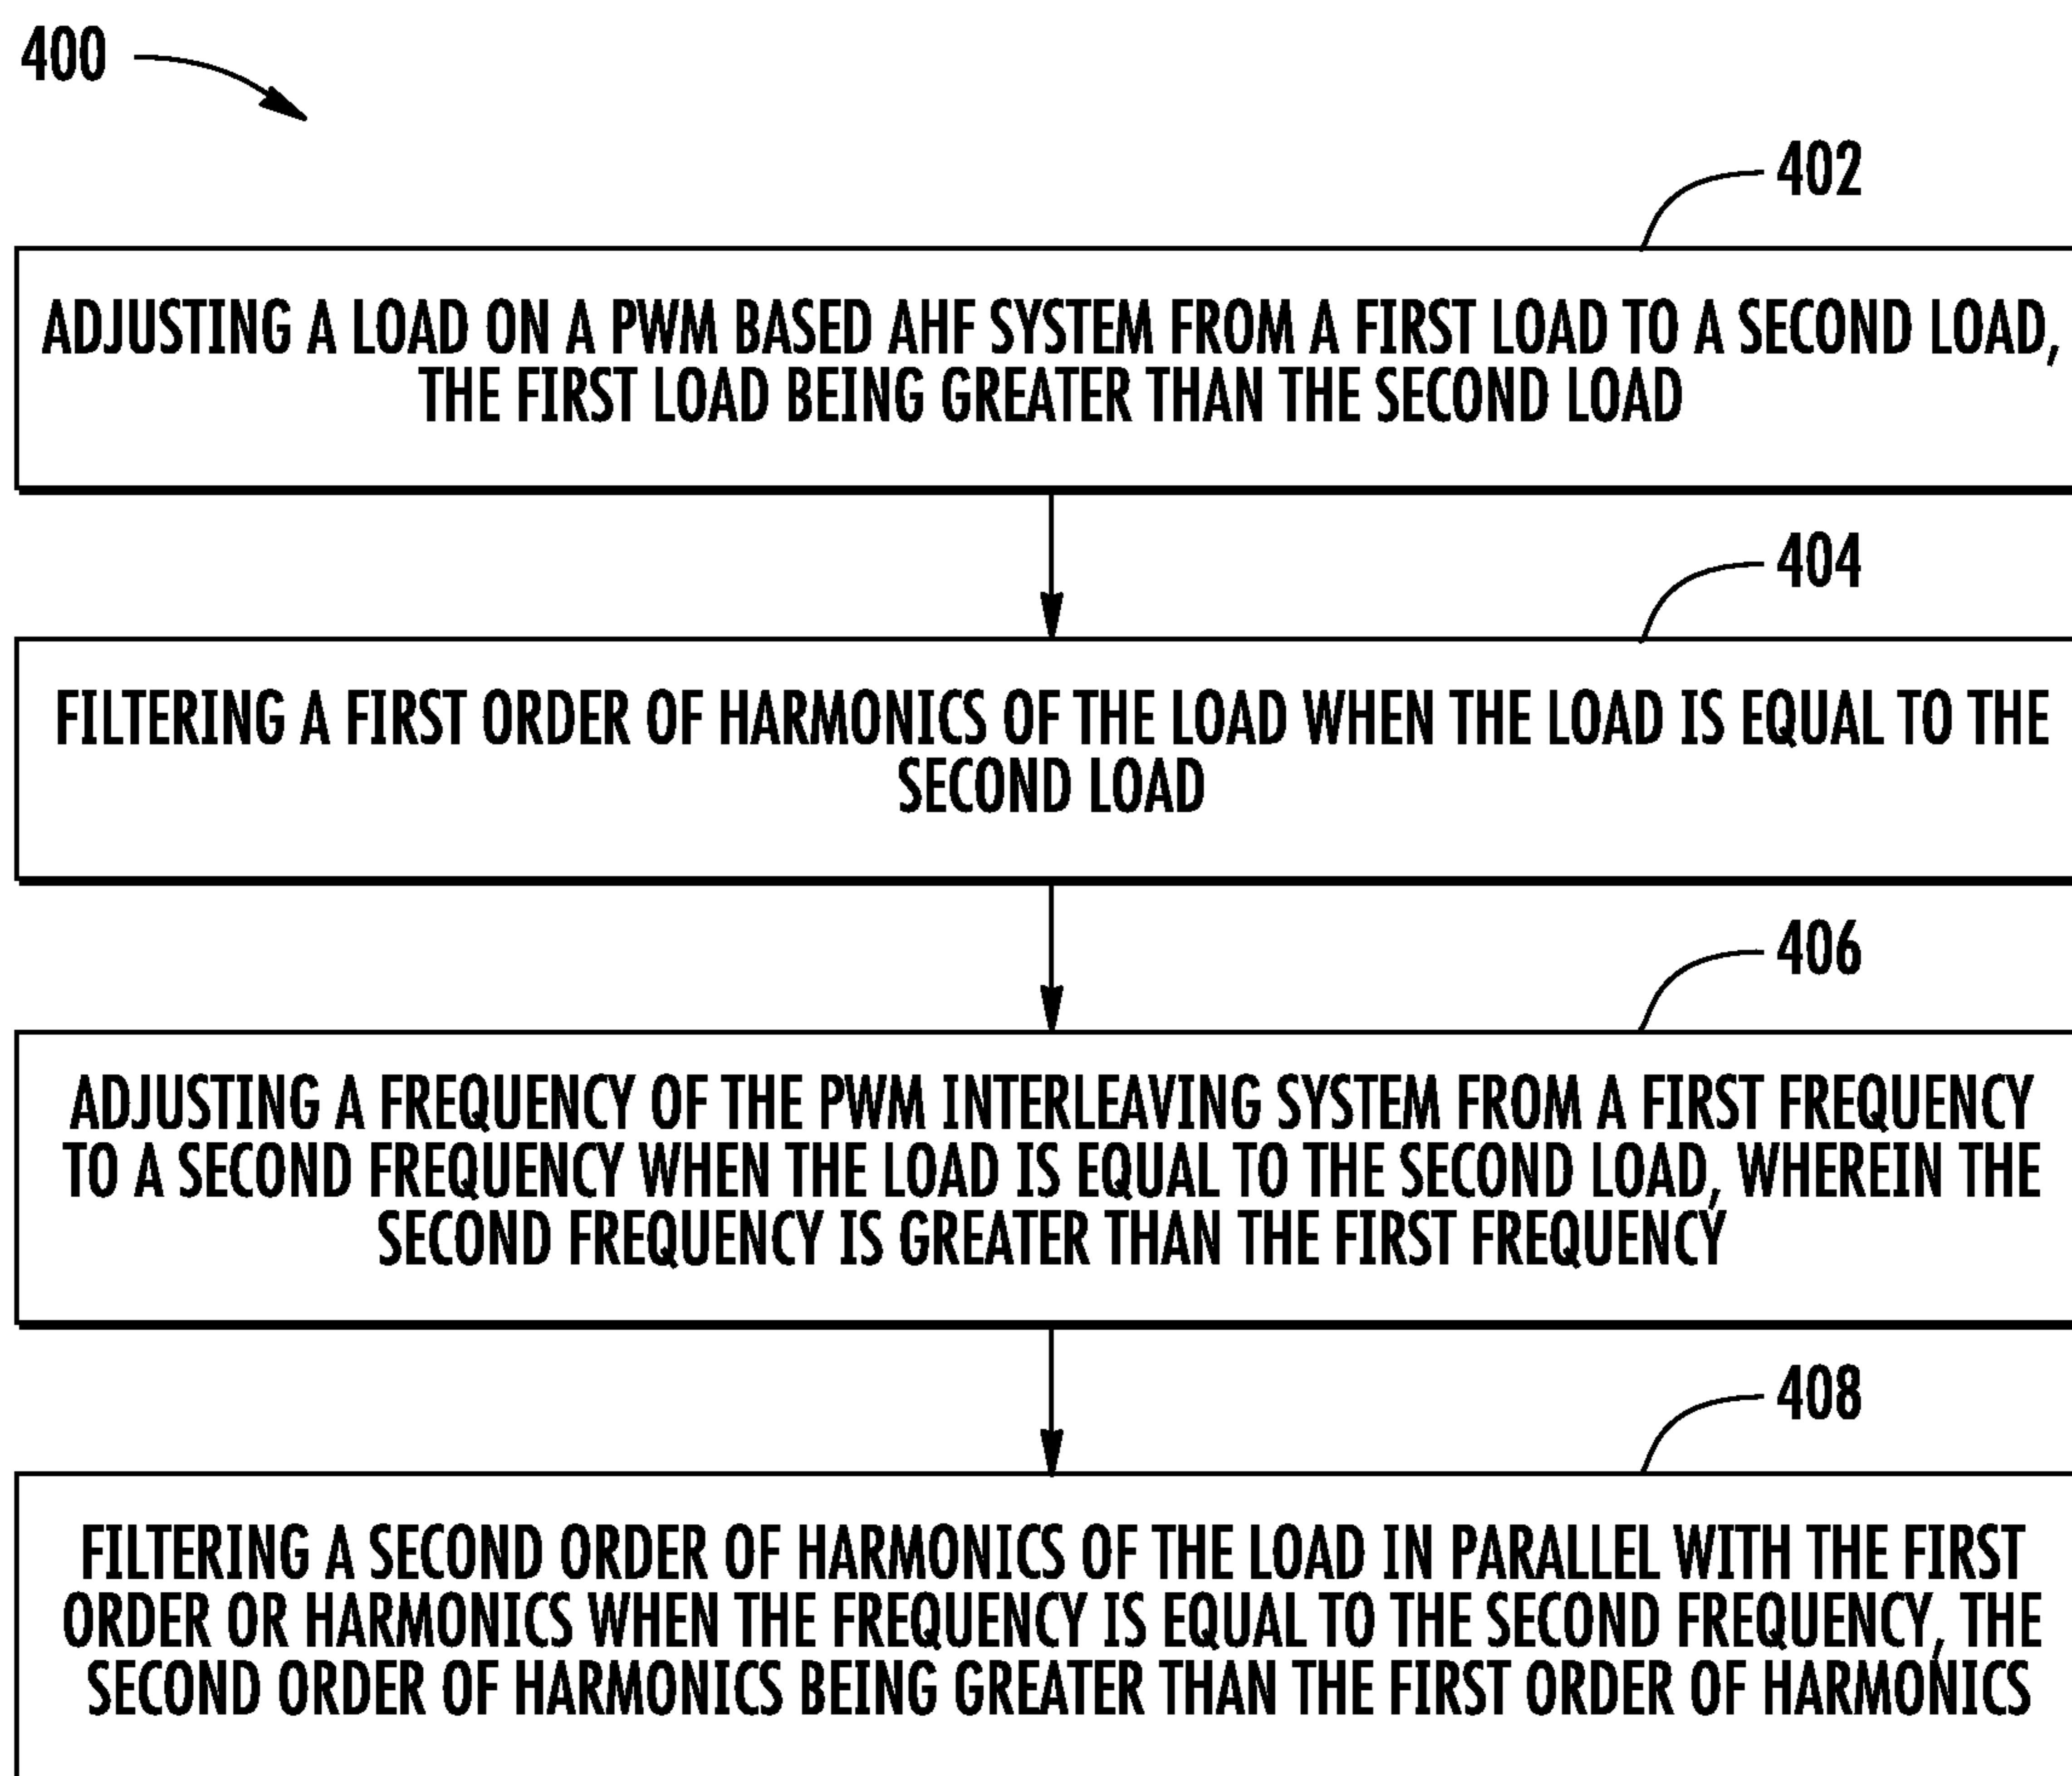 400
402
ADJUSTING A LOAD ON A PWM BASED AHF SYSTEM FROM A FIRST LOAD TO A SECOND LOAD,
THE FIRST LOAD BEING GREATER THAN THE SECOND LOAD
404
FILTERING A FIRST ORDER OF HARMONICS OF THE LOAD WHEN THE LOAD IS EQUAL TO THE
SECOND LOAD
406
ADJUSTING A FREQUENCY OF THE PWM INTERLEAVING SYSTEM FROM A FIRST FREQUENCY
TO A SECOND FREQUENCY WHEN THE LOAD IS EQUAL TO THE SECOND LOAD, WHEREIN THE
SECOND FREQUENCY IS GREATER THAN THE FIRST FREQUENCY
408
FILTERING A SECOND ORDER OF HARMONICS OF THE LOAD IN PARALLEL WITH THE FIRST
ORDER OR HARMONICS WHEN THE FREQUENCY IS EQUAL TO THE SECOND FREQUENCY, THE
SECOND ORDER OF HARMONICS BEING GREATER THAN THE FIRST ORDER OF HARMONICS